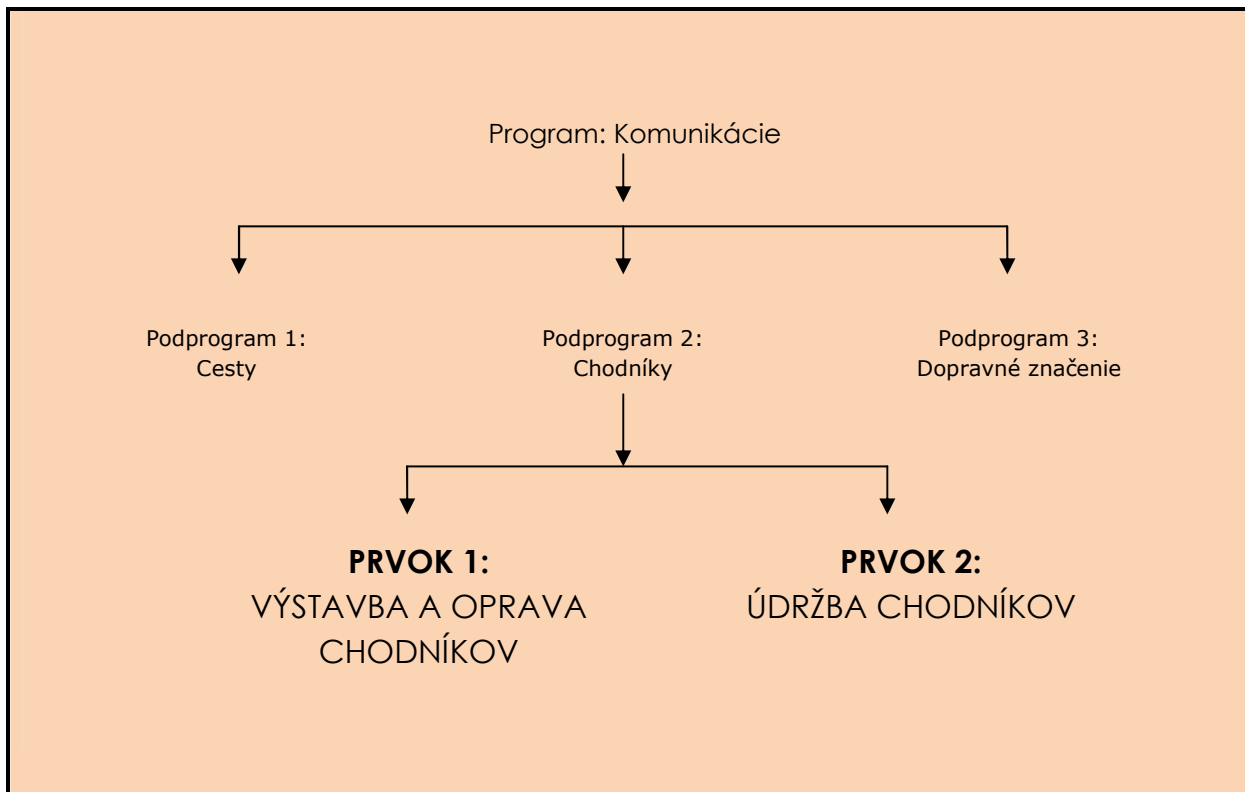 Program: Komunikácie
Podprogram 1:
Cesty
Podprogram 2:
Chodníky
Podprogram 3:
Dopravné značenie
PRVOK 1:
VÝSTAVBA A OPRAVA
CHODNÍKOV
PRVOK 2:
ÚDRŽBA CHODNÍKOV